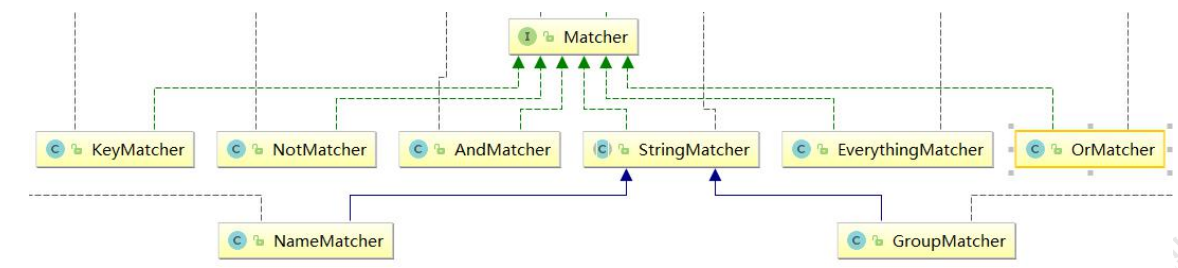 I Matcher
C KeyMatcher
C NotMatcher
C AndMatcher
C StringMatcher
C EverythingMatcher
C OrMatcher
C NameMatcher
C GroupMatcher